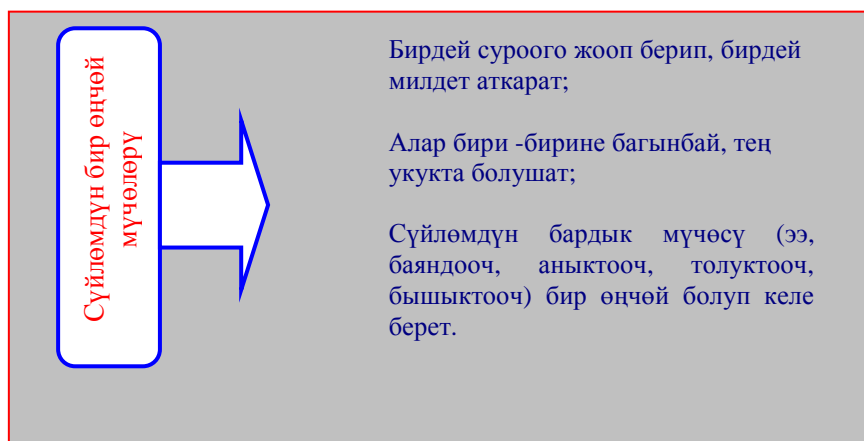 Сүйлөмдүн бир өңчөй
мүчөлөрү
Бирдей суроого жооп берип, бирдей
милдет аткарат;
Алар бири -бирине багынбай, тең
укукта болушат;
Сүйлөмдүн бардык мүчөсү (ээ,
баяндооч, аныктооч, толуктооч,
бышыктооч) бир өңчөй болуп келе
берет.